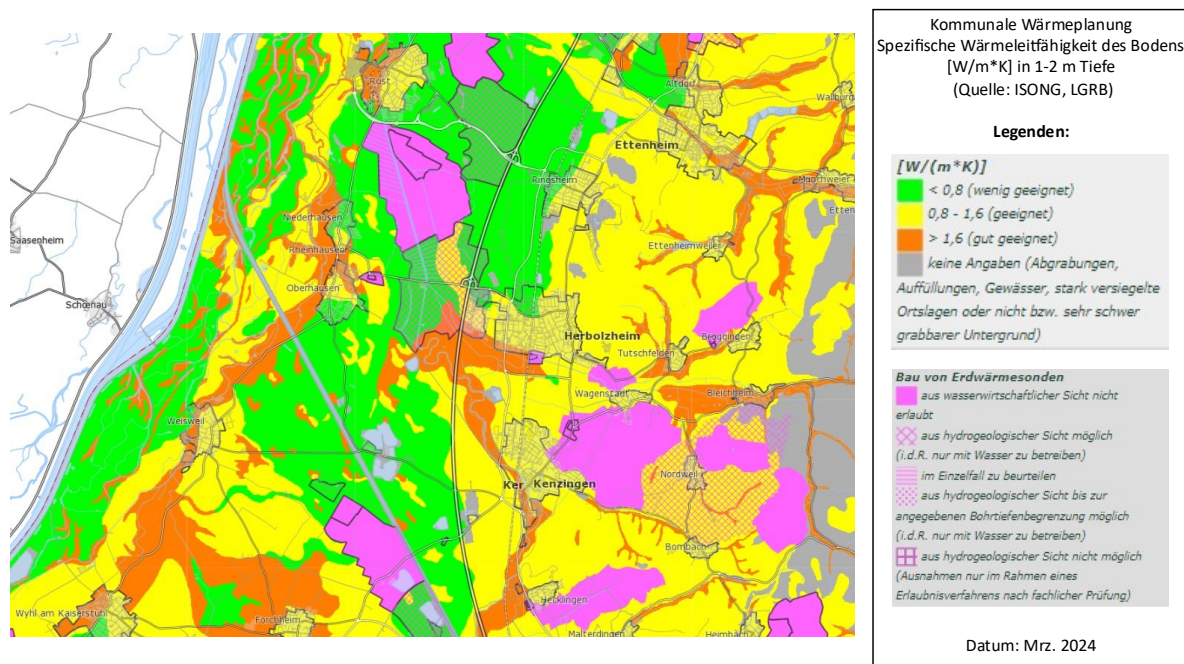 Rust
Altdorf
Wallburg
Ettenheim
Ringsheim
Münchweier
Etten
Niederhausen
Saasenheim
Rheinhausen
Ettenheimweiler
Oberhausen
Schœnau
Herbolzheim
Broggingen
Tutschfelden
Wagenstadt
Bleichheim
Weisweil
Nordweil
Ker Kenzingen
Bombach
Hecklingen
Wyhl am Kaiserstuhl
Forchheim
Malterdingen
Heimbach
Kommunale Wärmeplanung
Spezifische Wärmeleitfähigkeit des Bodens
[W/m*K] in 1-2 m Tiefe
(Quelle: ISONG, LGRB)
Legenden:
[W/(m*K)]
< 0,8 (wenig geeignet)
0,8 - 1,6 (geeignet)
> 1,6 (gut geeignet)
keine Angaben (Abgrabungen,
Auffüllungen, Gewässer, stark versiegelte
Ortslagen oder nicht bzw. sehr schwer
grabbarer Untergrund)
Bau von Erdwärmesonden
aus wasserwirtschaftlicher Sicht nicht
erlaubt
aus hydrogeologischer Sicht möglich
(i.d.R. nur mit Wasser zu betreiben)
im Einzelfall zu beurteilen
aus hydrogeologischer Sicht bis zur
angegebenen Bohrtiefenbegrenzung möglich
(i.d.R. nur mit Wasser zu betreiben)
aus hydrogeologischer Sicht nicht möglich
(Ausnahmen nur im Rahmen eines
Erlaubnisverfahrens nach fachlicher Prüfung)
Datum: Mrz. 2024